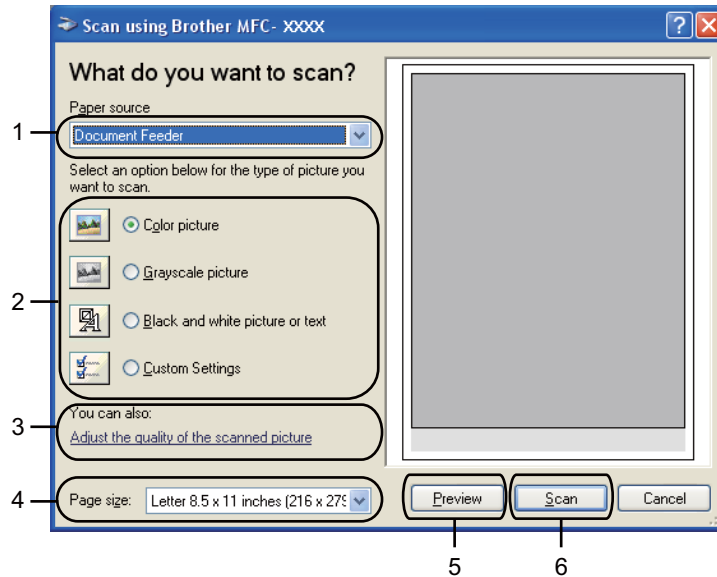 Scan using Brother MFC- XXXX
What do you want to scan?
Paper source
1
Document Feeder
Select an option below for the type of picture you
want to scan.
2
Color picture
Grayscale picture
Black and white picture or text
Custom Settings
3
You can also:
Adjust the quality of the scanned picture
4
Page size:
Letter 8.5 x 11 inches (216 x 279
Preview
Scan
Cancel
5
6